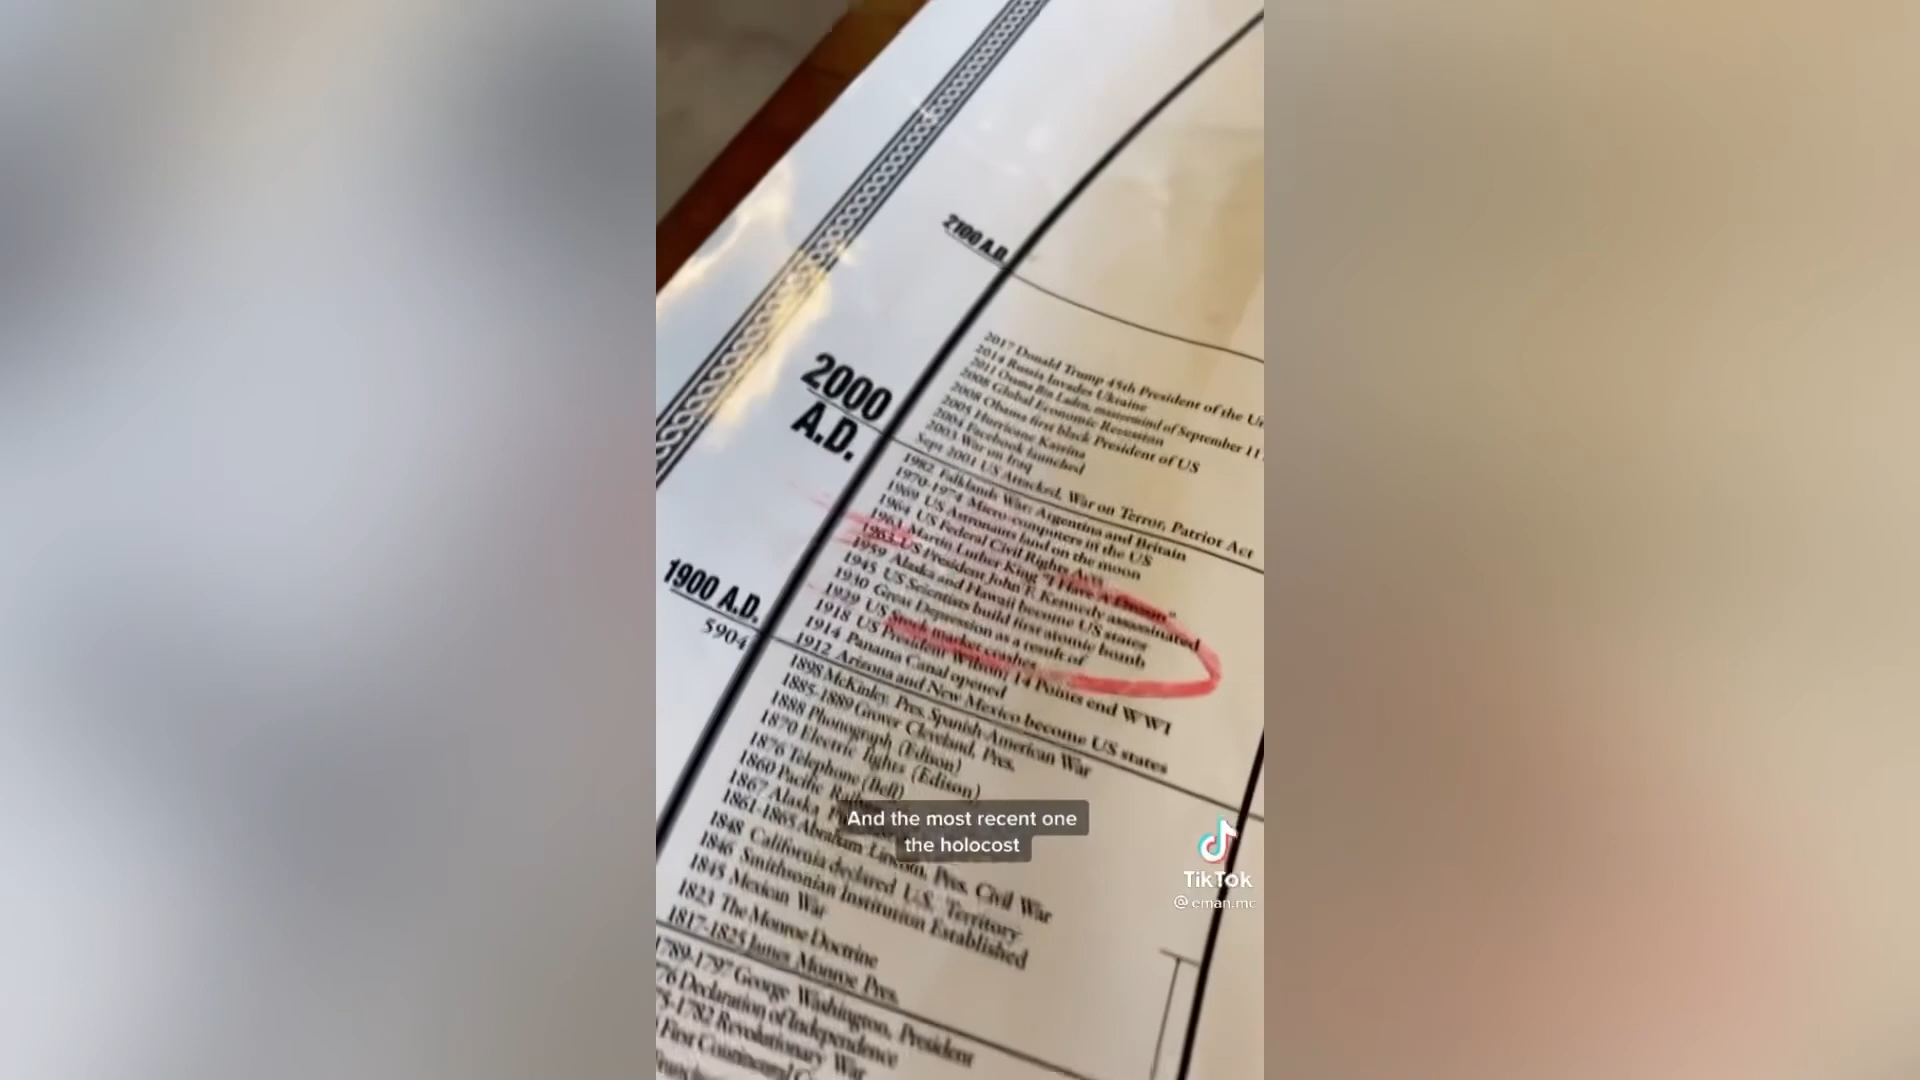 2100 A.D.
2017 Donald Trump 45th President of the
2014 Russia Invades Ukraine
2011 Osama Bin Laden, mastermind of September 11
2008 Global Economic Recession
2008 Obama first black President of US
2005 Hurricane Katrina
2004 Facebook launched
2003 War on Iraq
Sept 2001 US Attacked, War on Terror, Patriot Act
2000
A.D.
1982 Falklands War: Argentina and Britain
1970-1974 Micro-computers in the US
1969 US Astronauts land on the moon
1964 US Federal Civil Rights Acts
1963 Martin Luther King "I Have A Dream"
1963 US President John F. Kennedy assassinated
1959 Alaska and Hawaii become US states
1945 US Scientists build first atomic bomb
1930 Great Depression as a result of
1929 US Stock market crashes
1918 US President Wilson; 14 Points end WWI
1914 Panama Canal opened
1912 Arizona and New Mexico become US states
1900 A.D.
5904
1898 McKinley, Pres. Spanish-American War
1885-1889 Grover Cleveland, Pres.
1888 Phonograph (Edison)
1870 Electric Lights (Edison)
1876 Telephone (Bell)
1860 Pacific
1867 Alaska
1861-1865 Abraham Lincoln, Pres. Civil War
1848 California declared U.S. Territory
1846 Smithsonian Institution Established
1845 Mexican War
1823 The Monroe Doctrine
1817-1825 James Monroe Pres.
1789-1797 George Washington, President
76 Declaration of Independence
5-1782 Revolutionary War
First Continental
And the most recent one
the holocost
TikTok
@eman.mc